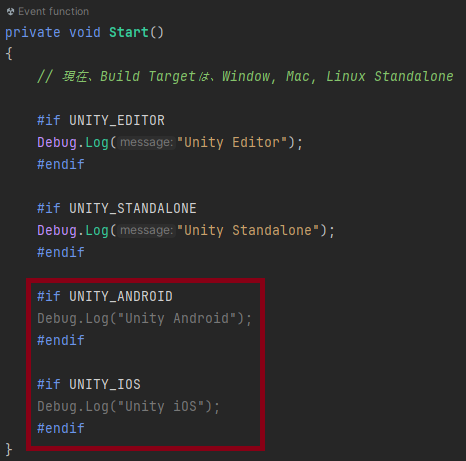 Event function
private void Start()
{
// 現在、Build Targetは、Window, Mac, Linux Standalone
#if UNITY_EDITOR
Debug.Log(message:"Unity Editor");
#endif
#if UNITY_STANDALONE
Debug.Log(message:"Unity Standalone");
#endif
#if UNITY_ANDROID
Debug.Log("Unity Android");
#endif
#if UNITY_IOS
Debug.Log("Unity iOS");
#endif
}